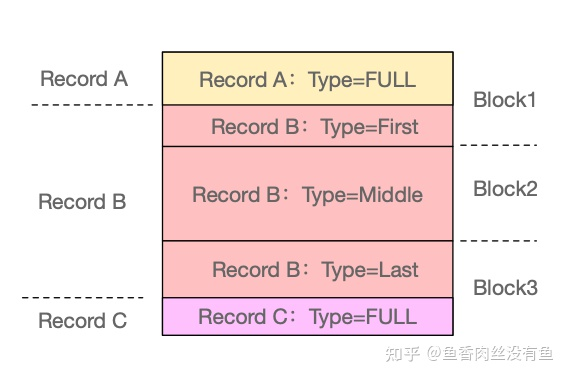 Record A
Record A：Type=FULL
Block1
Record B：Type=First
Record B
Record B：Type=Middle
Block2
Record B：Type=Last
Block3
Record C
Record C：Type=FULL
知乎 @鱼香肉丝没有鱼